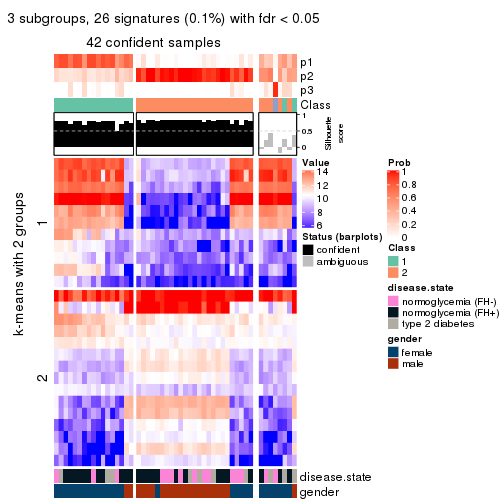 3 subgroups, 26 signatures (0.1%) with fdr < 0.05
42 confident samples
p1
p2
p3
Class
1
0.5
0
Silhouette
score
k-means with 2 groups
1
2
disease.state
gender
Value
14
12
10
8
6
Status (barplots)
confident
ambiguous
Prob
1
0.8
0.6
0.4
0.2
0
Class
1
2
disease.state
normoglycemia (FH-)
normoglycemia (FH+)
type 2 diabetes
gender
female
male